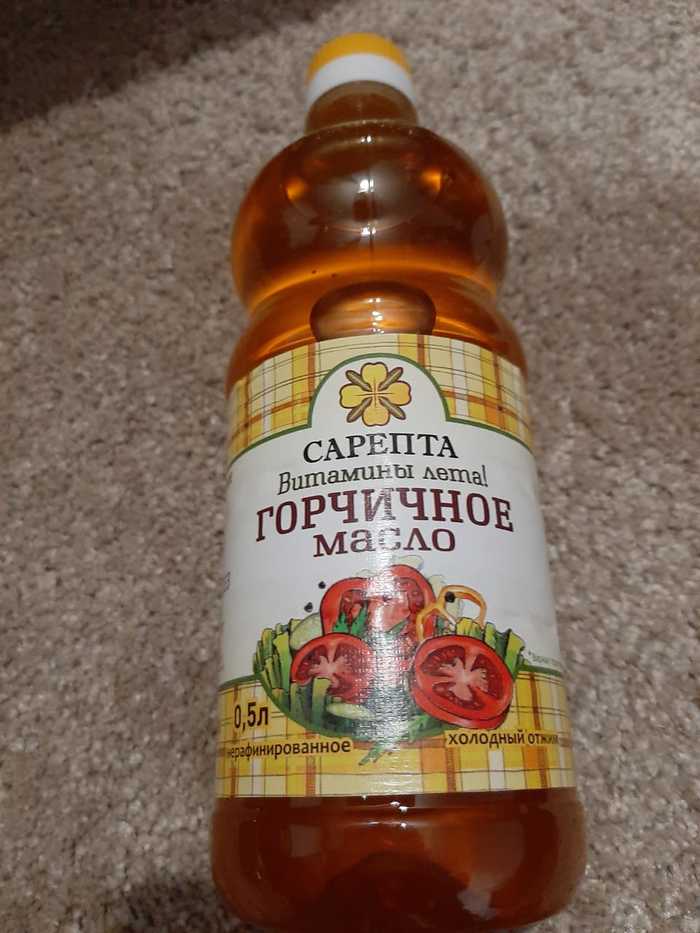 САРЕПТА
Витамины лета!
ГОРЧИЧНОЕ
масло
0,5л
нерафинированное
холодный отжим